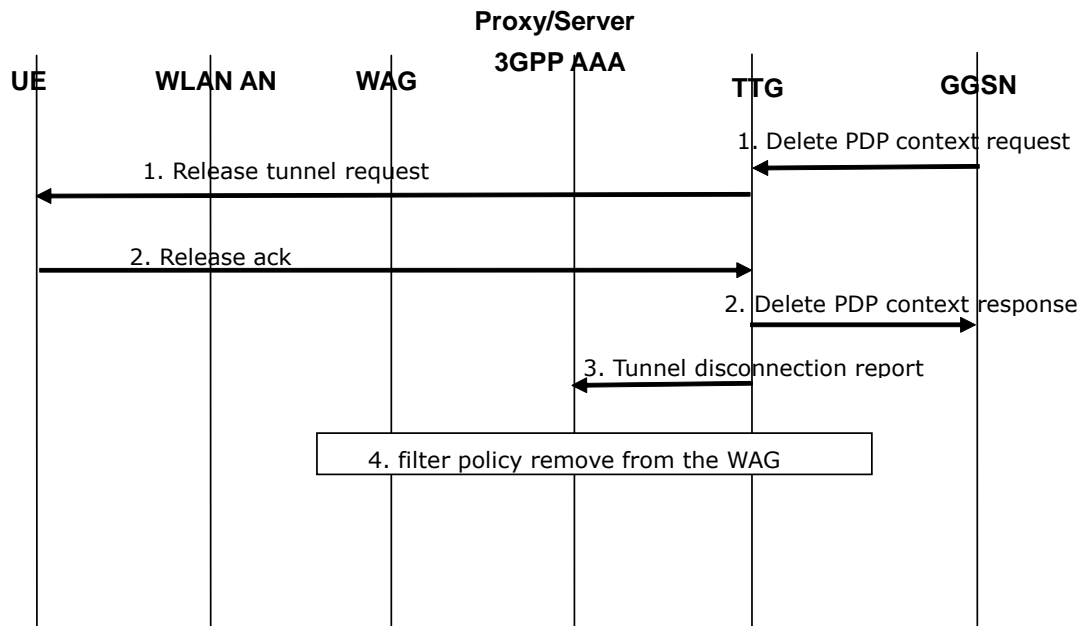 Proxy/Server
3GPP AAA
UE
WLAN AN
WAG
TTG
GGSN
1. Delete PDP context request
1. Release tunnel request
2. Release ack
2. Delete PDP context response
3. Tunnel disconnection report
4. filter policy remove from the WAG